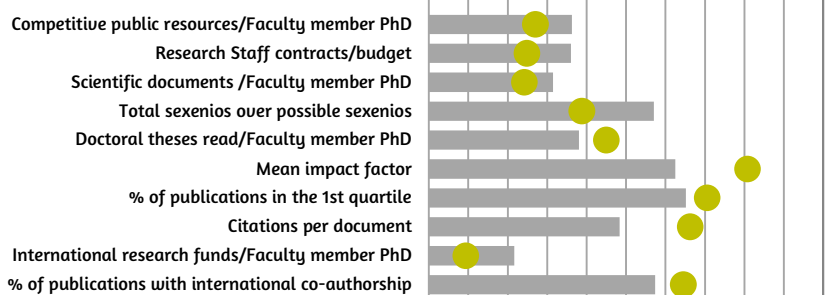 Competitive public resources/Faculty member PhD
Research Staff contracts/budget
Scientific documents /Faculty member PhD
Total sexenios over possible sexenios
Doctoral theses read/Faculty member PhD
Mean impact factor
% of publications in the 1st quartile
Citations per document
International research funds/Faculty member PhD
% of publications with international co-authorship